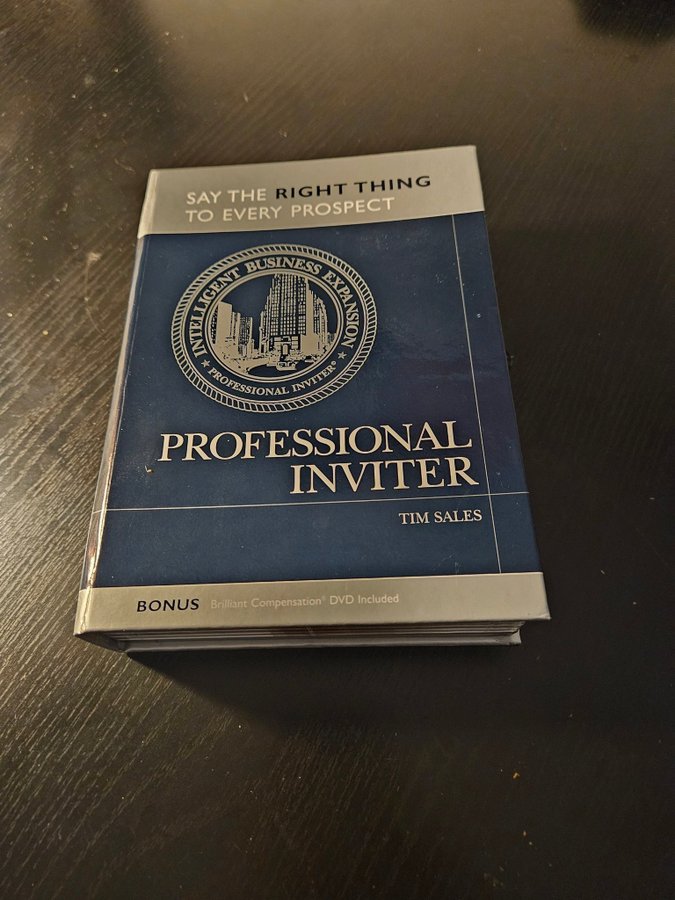 SAY THE RIGHT THING
TO EVERY PROSPECT
INTELLIGENT BUSINESS EXPANSION
★ PROFESSIONAL INVITER® ★
PROFESSIONAL
INVITER
TIM SALES
BONUS Brilliant Compensation® DVD Included